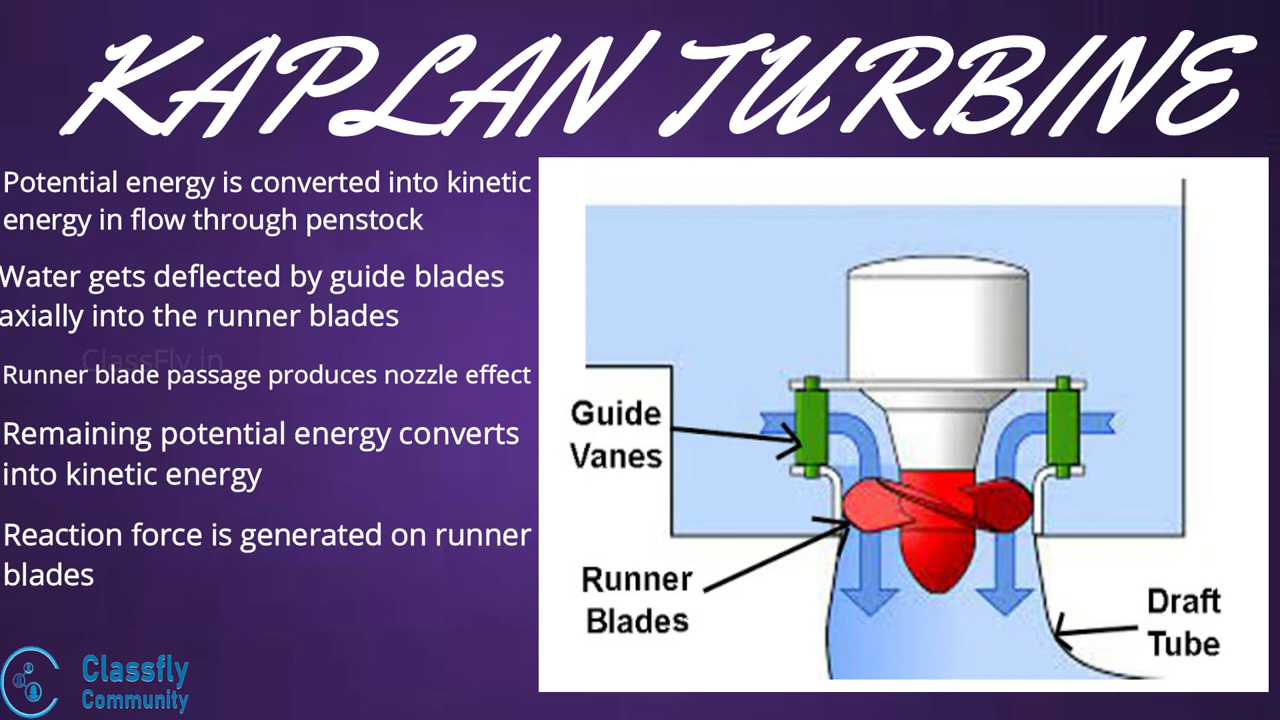 KAPLAN TURBINE
Potential energy is converted into kinetic
energy in flow through penstock
Water gets deflected by guide blades
axially into the runner blades
ClassFly.in
Runner blade passage produces nozzle effect
Remaining potential energy converts
into kinetic energy
Reaction force is generated on runner
blades
Guide
Vanes
Runner
Blades
Draft
Tube
Classfly
Community